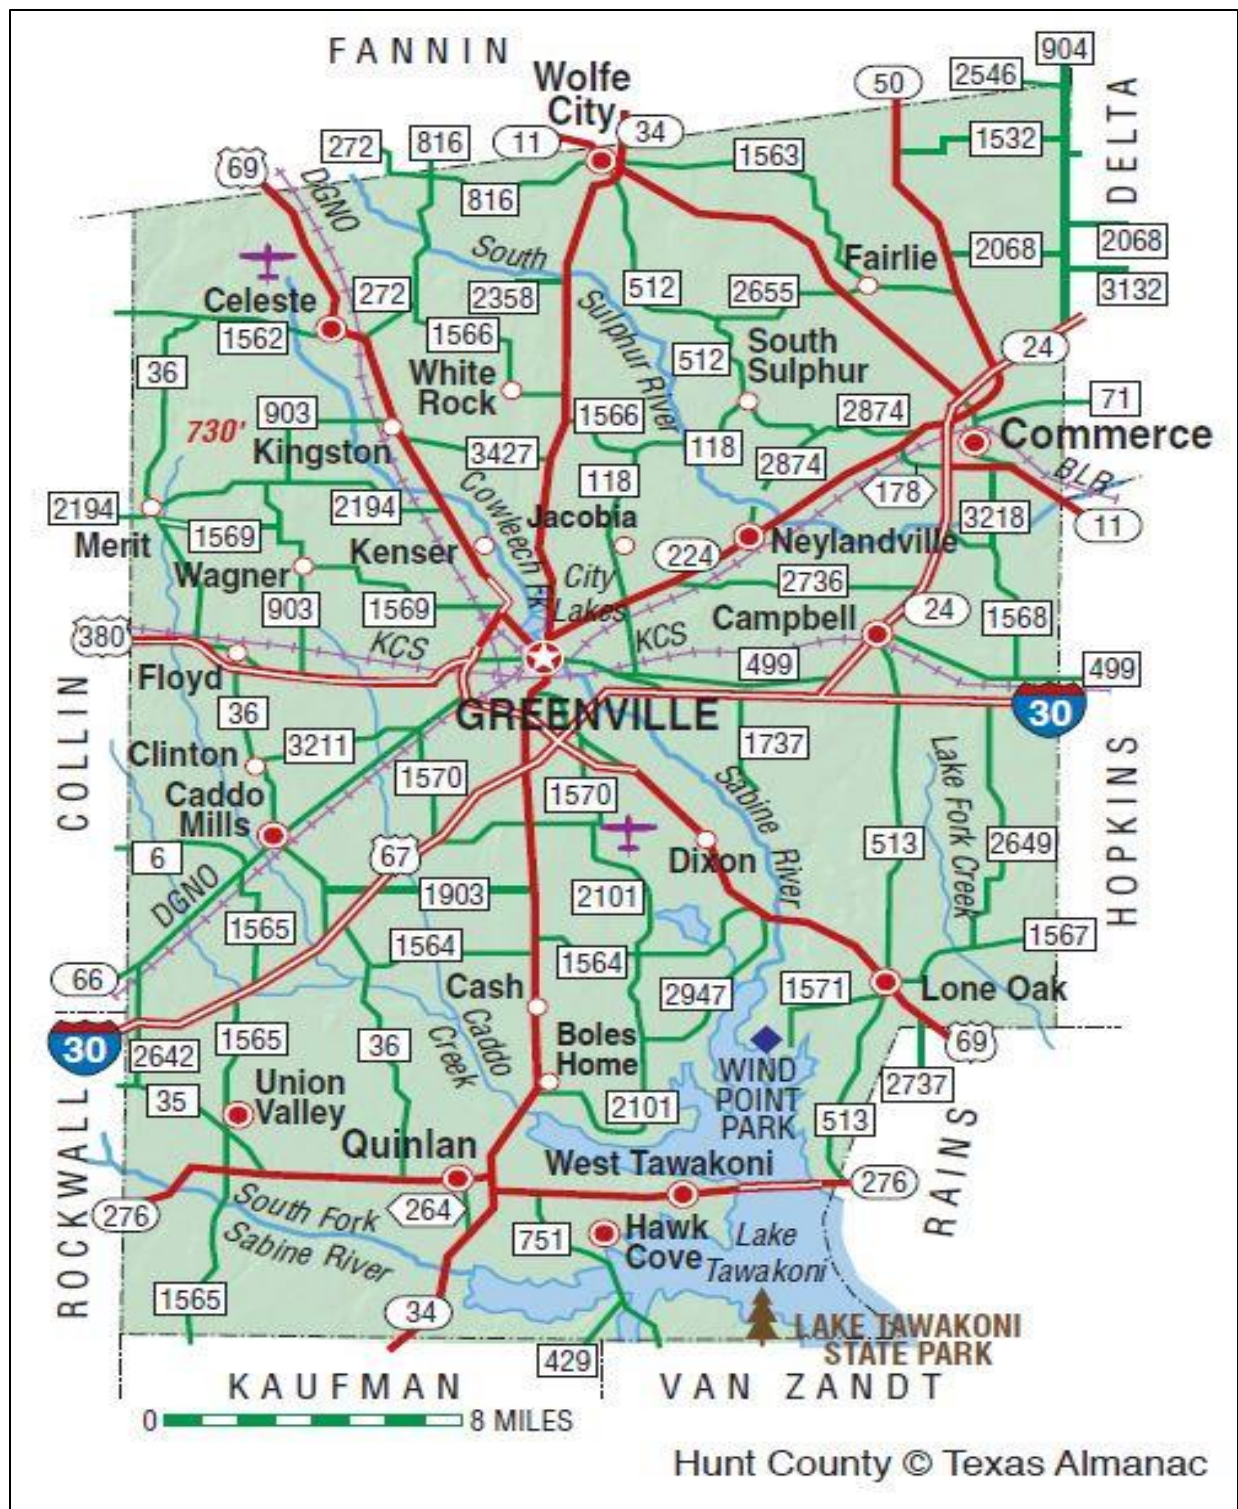 FANNIN
904
Wolfe
City
50
2546
DELTA
272
816
11
34
1532
1563
69
DGNO
816
South
Fairlie
2068
2068
Celeste
272
2358
512
2655
3132
1562
1566
Sulphur River
South
Sulphur
24
36
White
Rock
512
71
903
1566
2874
730'
Kingston
3427
118
Commerce
2874
BLR
2194
2194
Cowleech Fk.
118
178
Jacobia
3218
11
1569
Merit
Kenser
224
Neylandville
Wagner
City
Lakes
2736
903
1569
Campbell
24
1568
380
KCS
KCS
499
499
Floyd
COLLIN
36
GREENVILLE
30
Clinton
3211
1737
HOPKINS
1570
1570
Sabine River
Lake Fork Creek
Caddo
Mills
6
67
Dixon
513
2649
DGNO
1903
2101
1565
1564
1564
1567
66
Cash
2947
1571
Lone Oak
30
2642
1565
36
Caddo
Creek
Boles
Home
69
WIND
POINT
PARK
2737
ROCKWALL
35
Union
Valley
2101
513
RAINS
Quinlan
West Tawakoni
276
276
South Fork
Sabine River
264
751
Hawk
Cove
Lake
Tawakoni
1565
34
LAKE TAWAKONI
STATE PARK
429
KAUFMAN
VAN ZANDT
0
8 MILES
Hunt County © Texas Almanac